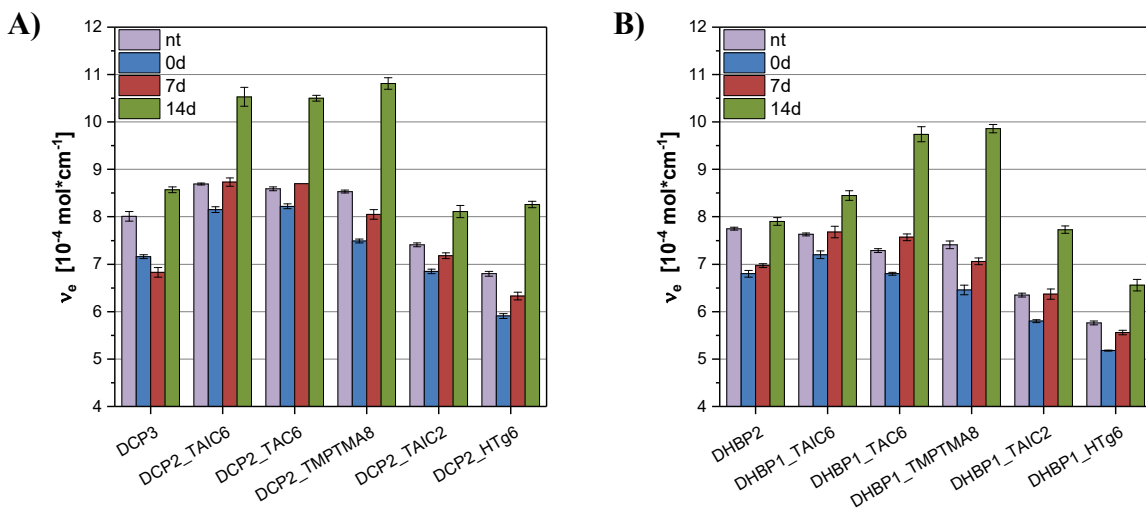 A)
12
11
10
9
8
7
6
5
4
νe [10-4 mol*cm-1]
nt
0d
7d
14d
DCP3
DCP2_TAIC6
DCP2_TAC6
DCP2_TMPTMA8
DCP2_TAIC2
DCP2_HTg6
B)
12
11
10
9
8
7
6
5
4
νe [10-4 mol*cm-1]
nt
0d
7d
14d
DHBP2
DHBP1_TAIC6
DHBP1_TAC6
DHBP1_TMPTMA8
DHBP1_TAIC2
DHBP1_HTg6